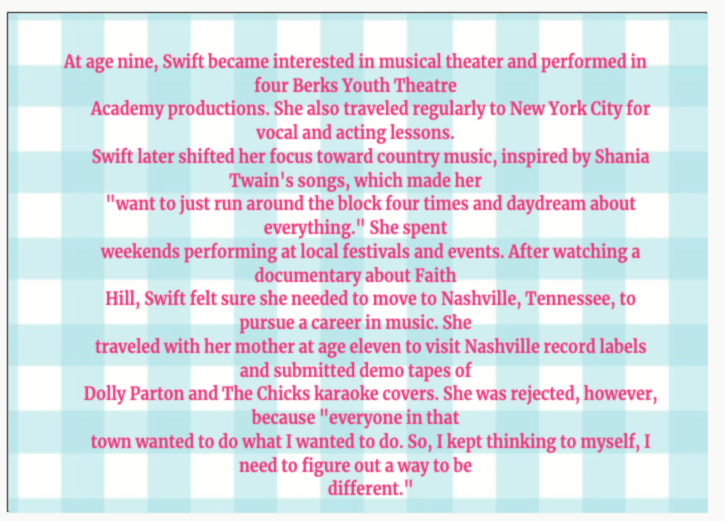 At age nine, Swift became interested in musical theater and performed in
four Berks Youth Theatre
Academy productions. She also traveled regularly to New York City for
vocal and acting lessons.
Swift later shifted her focus toward country music, inspired by Shania
Twain's songs, which made her
"want to just run around the block four times and daydream about
everything." She spent
weekends performing at local festivals and events. After watching a
documentary about Faith
Hill, Swift felt sure she needed to move to Nashville, Tennessee, to
pursue a career in music. She
traveled with her mother at age eleven to visit Nashville record labels
and submitted demo tapes of
Dolly Parton and The Chicks karaoke covers. She was rejected, however,
because "everyone in that
town wanted to do what I wanted to do. So, I kept thinking to myself, I
need to figure out a way to be
different."